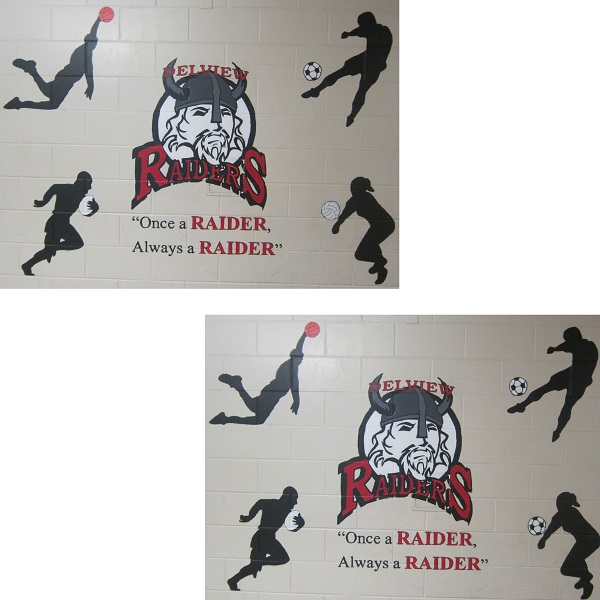 DELVIEW
RAIDERS
“Once a RAIDER,
Always a RAIDER”
DELVIEW
RAIDERS
“Once a RAIDER,
Always a RAIDER”